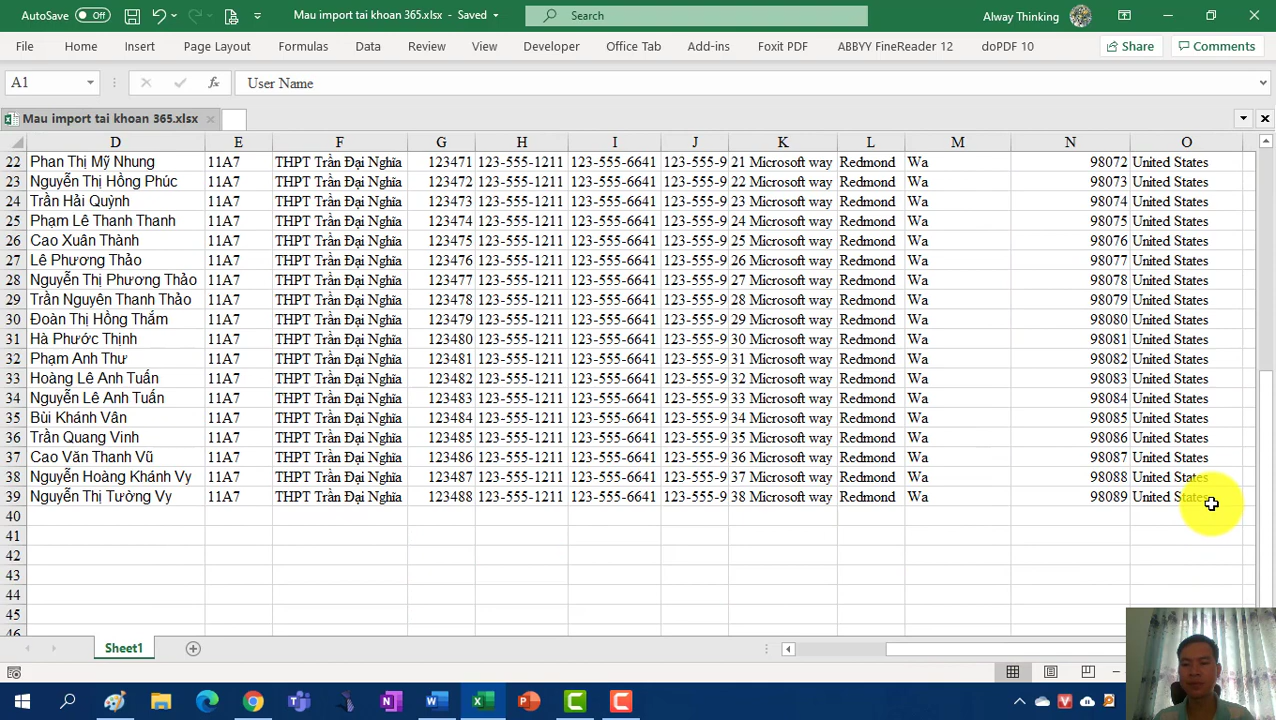 AutoSave Off Mau import tai khoan 365.xlsx - Saved Search Alway Thinking
File Home Insert Page Layout Formulas Data Review View Developer Office Tab Add-ins Foxit PDF ABBYY FineReader 12 doPDF 10 Share Comments
A1 fx User Name
Mau import tai khoan 365.xlsx
D E F G H I J K L M N O
22 Phan Thị Mỹ Nhung 11A7 THPT Trần Đại Nghĩa 123471 123-555-1211 123-555-6641 123-555-9 21 Microsoft way Redmond Wa 98072 United States
23 Nguyễn Thị Hồng Phúc 11A7 THPT Trần Đại Nghĩa 123472 123-555-1211 123-555-6641 123-555-9 22 Microsoft way Redmond Wa 98073 United States
24 Trần Hải Quỳnh 11A7 THPT Trần Đại Nghĩa 123473 123-555-1211 123-555-6641 123-555-9 23 Microsoft way Redmond Wa 98074 United States
25 Phạm Lê Thanh Thanh 11A7 THPT Trần Đại Nghĩa 123474 123-555-1211 123-555-6641 123-555-9 24 Microsoft way Redmond Wa 98075 United States
26 Cao Xuân Thành 11A7 THPT Trần Đại Nghĩa 123475 123-555-1211 123-555-6641 123-555-9 25 Microsoft way Redmond Wa 98076 United States
27 Lê Phương Thảo 11A7 THPT Trần Đại Nghĩa 123476 123-555-1211 123-555-6641 123-555-9 26 Microsoft way Redmond Wa 98077 United States
28 Nguyễn Thị Phương Thảo 11A7 THPT Trần Đại Nghĩa 123477 123-555-1211 123-555-6641 123-555-9 27 Microsoft way Redmond Wa 98078 United States
29 Trần Nguyên Thanh Thảo 11A7 THPT Trần Đại Nghĩa 123478 123-555-1211 123-555-6641 123-555-9 28 Microsoft way Redmond Wa 98079 United States
30 Đoàn Thị Hồng Thắm 11A7 THPT Trần Đại Nghĩa 123479 123-555-1211 123-555-6641 123-555-9 29 Microsoft way Redmond Wa 98080 United States
31 Hà Phước Thịnh 11A7 THPT Trần Đại Nghĩa 123480 123-555-1211 123-555-6641 123-555-9 30 Microsoft way Redmond Wa 98081 United States
32 Phạm Anh Thư 11A7 THPT Trần Đại Nghĩa 123481 123-555-1211 123-555-6641 123-555-9 31 Microsoft way Redmond Wa 98082 United States
33 Hoàng Lê Anh Tuấn 11A7 THPT Trần Đại Nghĩa 123482 123-555-1211 123-555-6641 123-555-9 32 Microsoft way Redmond Wa 98083 United States
34 Nguyễn Lê Anh Tuấn 11A7 THPT Trần Đại Nghĩa 123483 123-555-1211 123-555-6641 123-555-9 33 Microsoft way Redmond Wa 98084 United States
35 Bùi Khánh Vân 11A7 THPT Trần Đại Nghĩa 123484 123-555-1211 123-555-6641 123-555-9 34 Microsoft way Redmond Wa 98085 United States
36 Trần Quang Vinh 11A7 THPT Trần Đại Nghĩa 123485 123-555-1211 123-555-6641 123-555-9 35 Microsoft way Redmond Wa 98086 United States
37 Cao Văn Thanh Vũ 11A7 THPT Trần Đại Nghĩa 123486 123-555-1211 123-555-6641 123-555-9 36 Microsoft way Redmond Wa 98087 United States
38 Nguyễn Hoàng Khánh Vy 11A7 THPT Trần Đại Nghĩa 123487 123-555-1211 123-555-6641 123-555-9 37 Microsoft way Redmond Wa 98088 United States
39 Nguyễn Thị Tường Vy 11A7 THPT Trần Đại Nghĩa 123488 123-555-1211 123-555-6641 123-555-9 38 Microsoft way Redmond Wa 98089 United States
40
41
42
43
44
45
46
Sheet1